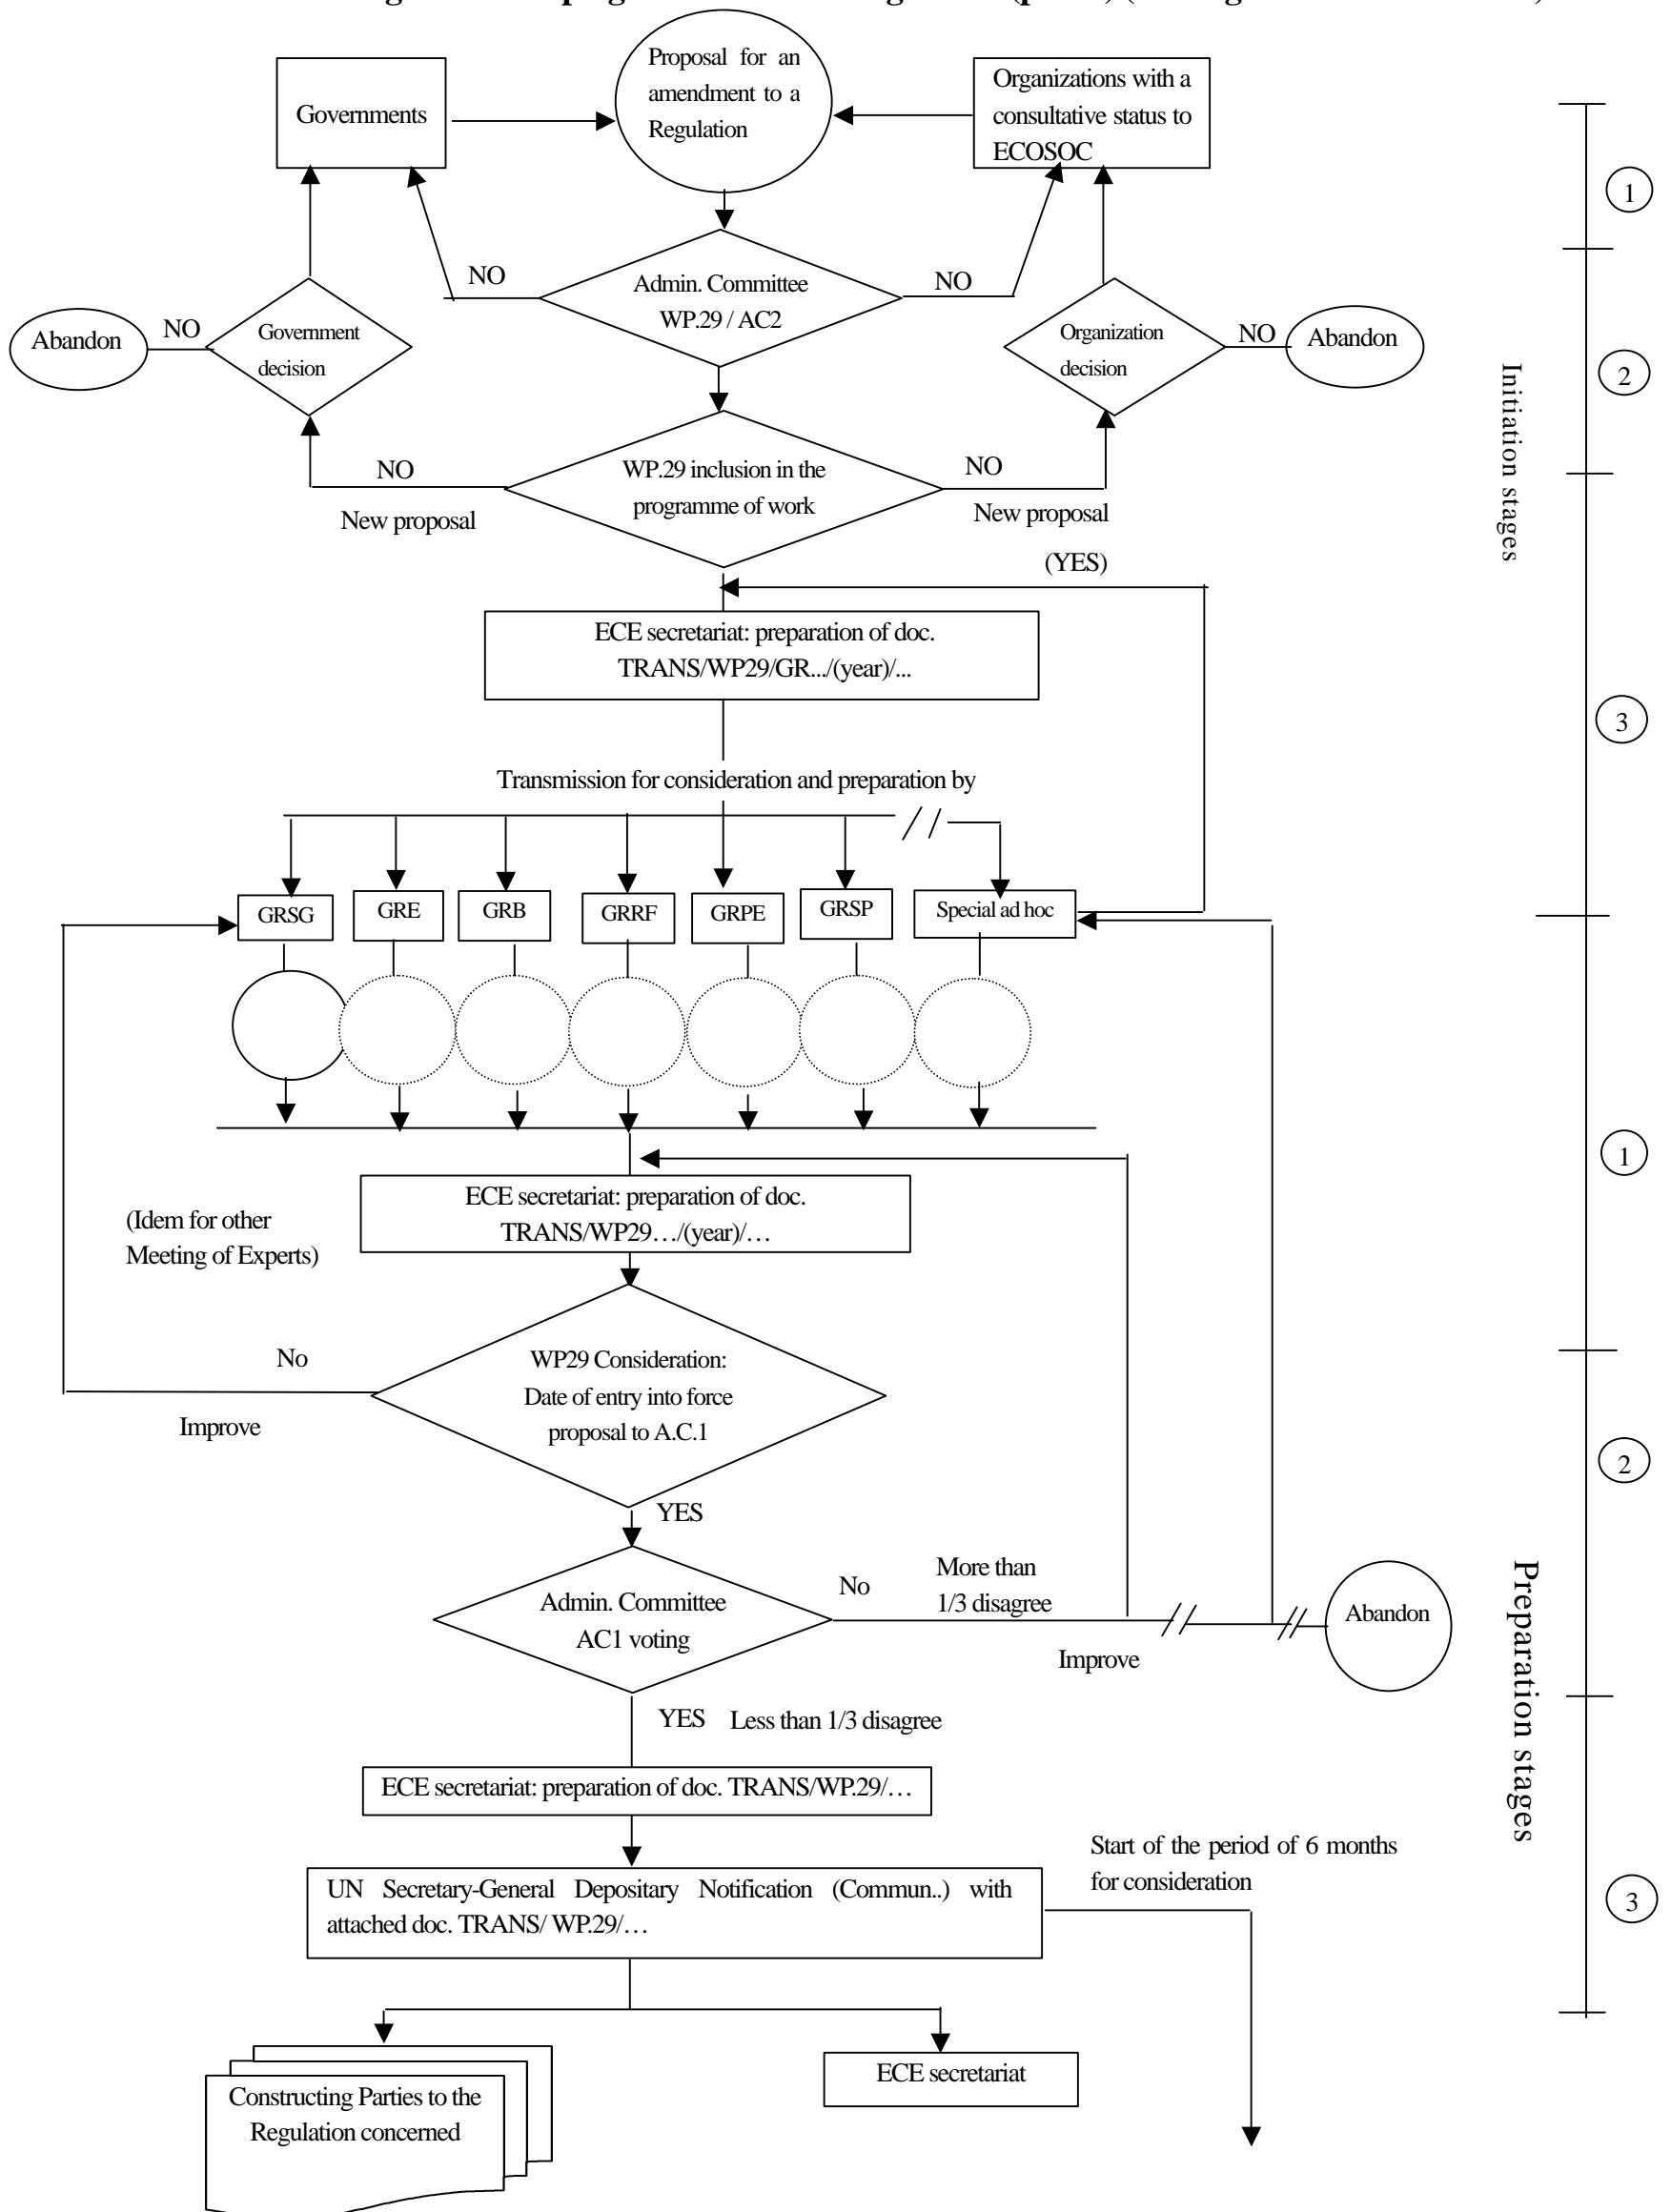 Proposal for an
amendment to a
Regulation
Governments
Organizations with a
consultative status to
ECOSOC
1
NO
Admin. Committee
WP.29 / AC2
NO
Abandon
NO
Government
decision
Organization
decision
NO
Abandon
2
Initiation stages
NO
New proposal
WP.29 inclusion in the
programme of work
NO
New proposal
(YES)
ECE secretariat: preparation of doc.
TRANS/WP29/GR.../(year)/...
3
Transmission for consideration and preparation by
GRSG
GRE
GRB
GRRF
GRPE
GRSP
Special ad hoc
1
ECE secretariat: preparation of doc.
TRANS/WP29…/(year)/…
(Idem for other
Meeting of Experts)
No
Improve
WP29 Consideration:
Date of entry into force
proposal to A.C.1
2
YES
Admin. Committee
AC1 voting
No
More than
1/3 disagree
Improve
Abandon
Preparation stages
YES Less than 1/3 disagree
ECE secretariat: preparation of doc. TRANS/WP.29/…
Start of the period of 6 months
for consideration
UN Secretary-General Depositary Notification (Commun..) with
attached doc. TRANS/ WP.29/…
3
Constructing Parties to the
Regulation concerned
ECE secretariat